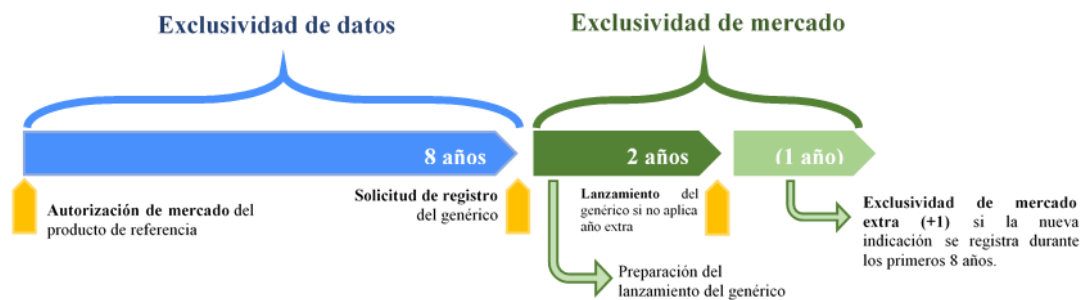 Exclusividad de datos
Exclusividad de mercado
8 años
2 años
(1 año)
Autorización de mercado del
producto de referencia
Solicitud de registro
del genérico
Lanzamiento del
genérico si no aplica
año extra
Exclusividad de mercado
extra (+1) si la nueva
indicación se registra durante
los primeros 8 años.
Preparación del
lanzamiento del genérico